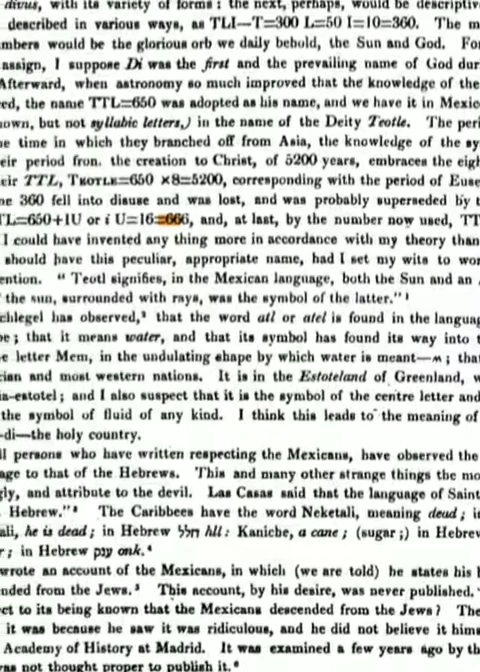 divus, with its variety of forms: the next, perhaps, would be descriptiv
described in various ways, as TLI—T=300 L=50 I=10=360. The m
mbers would be the glorious orb we daily behold, the Sun and God. Fo
assign, I suppose Di was the first and the prevailing name of God dur
Afterward, when astronomy so much improved that the knowledge of the
ed, the name TTL=650 was adopted as his name, and we have it in Mexic
nown, but not syllabic letters,) in the name of the Deity Teotle. The peri
e time in which they branched off from Asia, the knowledge of the sy
eir period fron. the creation to Christ, of 5200 years, embraces the eigh
eir TTL, TEOTLE=650 ×8=5200, corresponding with the period of Euse
ne 360 fell into disuse and was lost, and was probably superseded by t
TL=650+IU or i U=16=666, and, at last, by the number now used, TT
I could have invented any thing more in accordance with my theory than
should have this peculiar, appropriate name, had I set my wits to wor
ention. “ Teotl signifies, in the Mexican language, both the Sun and an
the sun, surrounded with rays, was the symbol of the latter.”¹
chlegel has observed,² that the word atl or atel is found in the languag
pe; that it means water, and that its symbol has found its way into t
e letter Mem, in the undulating shape by which water is meant—ʍ; tha
cian and most western nations. It is in the Estoteland of Greenland, w
ia-estotel; and I also suspect that it is the symbol of the centre letter and
the symbol of fluid of any kind. I think this leads to the meaning of
-di—the holy country.
ll persons who have written respecting the Mexicans, have observed the
age to that of the Hebrews. This and many other strange things the mo
gly, and attribute to the devil. Las Casas said that the language of Saint
Hebrew.”³ The Caribbees have the word Neketali, meaning dead; i
ali, he is dead; in Hebrew חלל hll: Kaniche, a cane; (sugar;) in Hebrew
r; in Hebrew ענק onk.⁴
wrote an account of the Mexicans, in which (we are told) he states his b
nded from the Jews.⁵ This account, by his desire, was never published.
ct to its being known that the Mexicans descended from the Jews? The
it was because he saw it was ridiculous, and he did not believe it hims
Academy of History at Madrid. It was examined a few years ago by th
as not thought proper to publish it.⁶